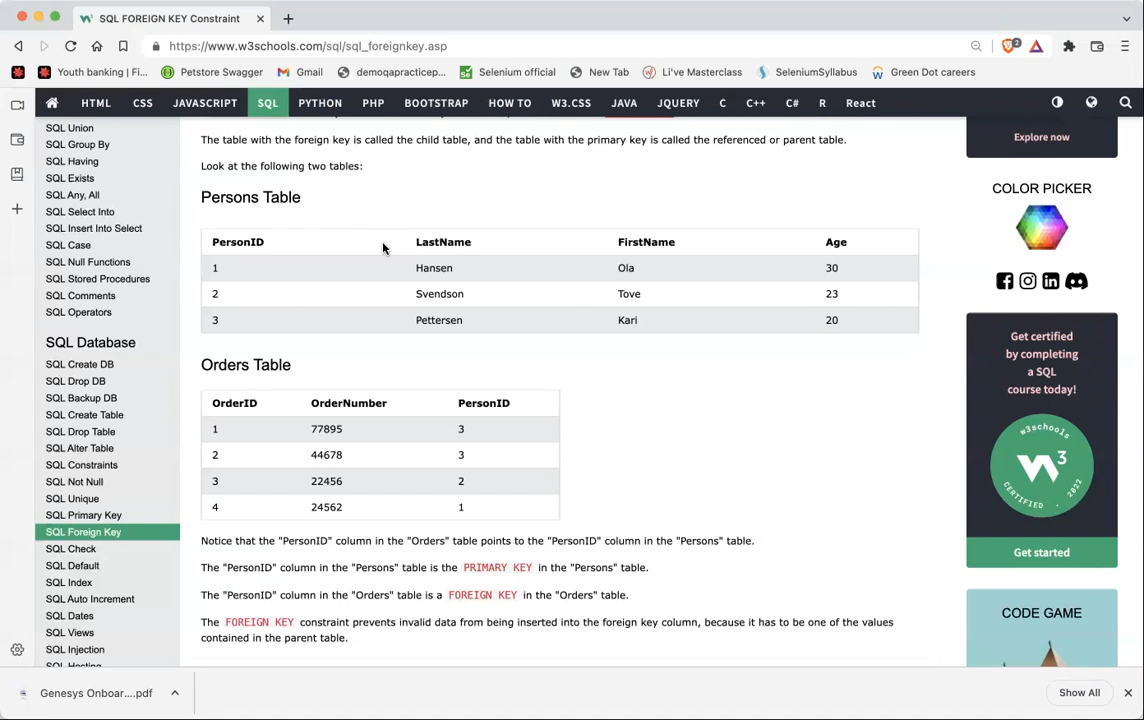 SQL FOREIGN KEY Constraint
https://www.w3schools.com/sql/sql_foreignkey.asp
2
Youth banking | Fi...
Petstore Swagger
Gmail
demoqapracticep...
Selenium official
New Tab
Li've Masterclass
SeleniumSyllabus
Green Dot careers
HTML CSS JAVASCRIPT SQL PYTHON PHP BOOTSTRAP HOW TO W3.CSS JAVA JQUERY C C++ C# R React
SQL Union
SQL Group By
SQL Having
SQL Exists
SQL Any, All
SQL Select Into
SQL Insert Into Select
SQL Case
SQL Null Functions
SQL Stored Procedures
SQL Comments
SQL Operators
SQL Database
SQL Create DB
SQL Drop DB
SQL Backup DB
SQL Create Table
SQL Drop Table
SQL Alter Table
SQL Constraints
SQL Not Null
SQL Unique
SQL Primary Key
SQL Foreign Key
SQL Check
SQL Default
SQL Index
SQL Auto Increment
SQL Dates
SQL Views
SQL Injection
SQL Hosting
The table with the foreign key is called the child table, and the table with the primary key is called the referenced or parent table.
Look at the following two tables:
Persons Table
PersonID LastName FirstName Age
1 Hansen Ola 30
2 Svendson Tove 23
3 Pettersen Kari 20
Orders Table
OrderID OrderNumber PersonID
1 77895 3
2 44678 3
3 22456 2
4 24562 1
Notice that the "PersonID" column in the "Orders" table points to the "PersonID" column in the "Persons" table.
The "PersonID" column in the "Persons" table is the PRIMARY KEY in the "Persons" table.
The "PersonID" column in the "Orders" table is a FOREIGN KEY in the "Orders" table.
The FOREIGN KEY constraint prevents invalid data from being inserted into the foreign key column, because it has to be one of the values
contained in the parent table.
Explore now
COLOR PICKER
Get certified
by completing
a SQL
course today!
w3schools
3
CERTIFIED . 2022
Get started
CODE GAME
Genesys Onboar....pdf
Show All